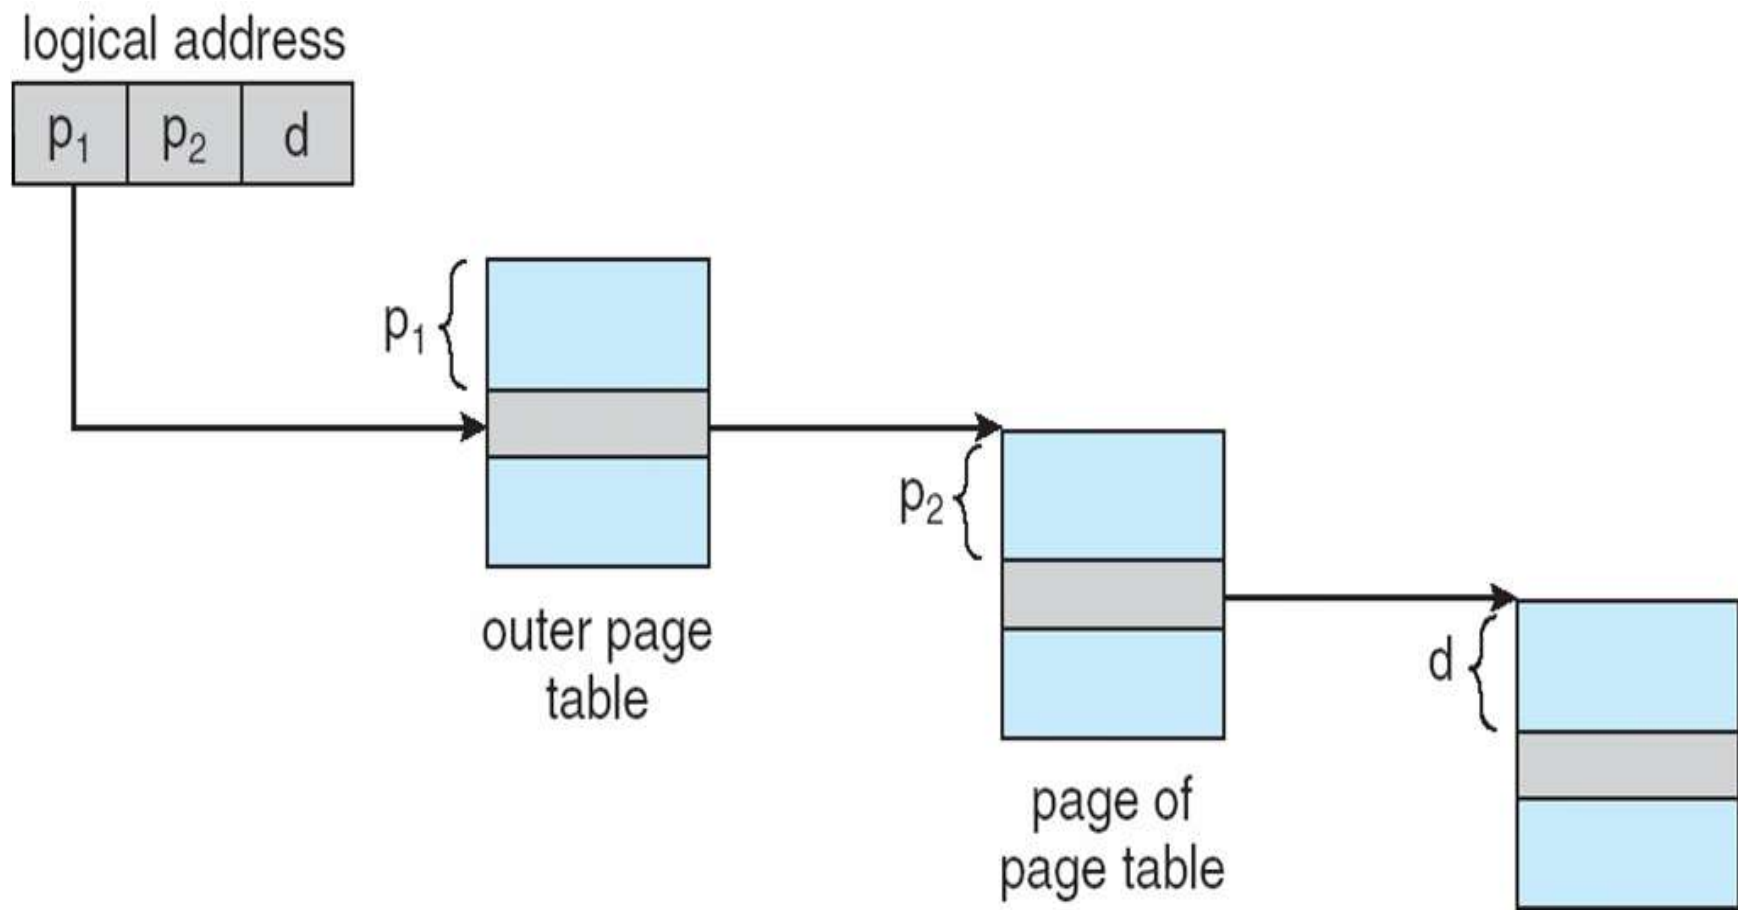 logical address
p₁ p₂ d
p₁
outer page
table
p₂
page of
page table
d